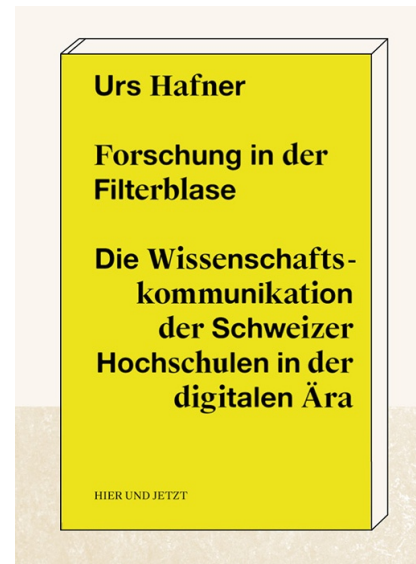 Urs Hafner
Forschung in der
Filterblase
Die Wissenschafts-
kommunikation
der Schweizer
Hochschulen in der
digitalen Ära
HIER UND JETZT